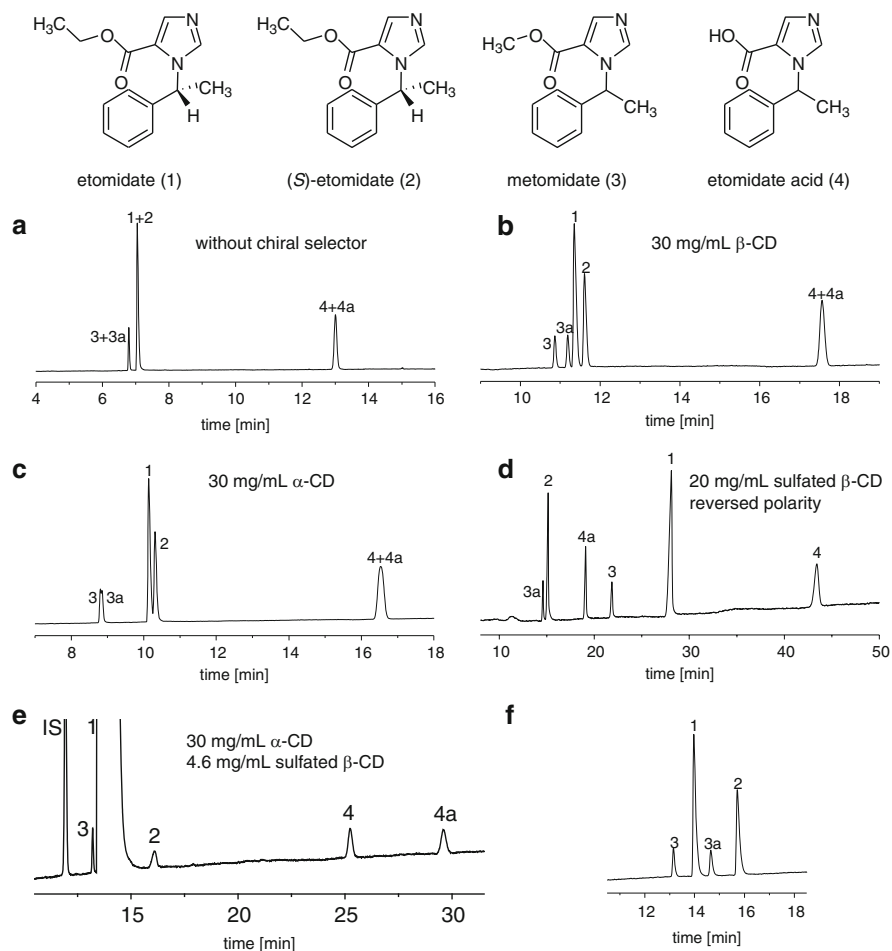 H₃C O O N N CH₃ H
H₃C O O N N CH₃ H
H₃C O O N N CH₃
HO O N N CH₃
etomidate (1) (S)-etomidate (2) metomidate (3) etomidate acid (4)
a
without chiral selector
1+2
3+3a
4+4a
4 6 8 10 12 14 16
time [min]
b
30 mg/mL β-CD
1
2
3 3a
4+4a
10 12 14 16 18
time [min]
c
30 mg/mL α-CD
1
2
3 3a
4+4a
8 10 12 14 16 18
time [min]
d
20 mg/mL sulfated β-CD
reversed polarity
1
2
4a
3
3a
4
10 20 30 40 50
time [min]
e
IS 1
30 mg/mL α-CD
4.6 mg/mL sulfated β-CD
3
2
4
4a
15 20 25 30
time [min]
f
1
2
3
3a
12 14 16 18
time [min]